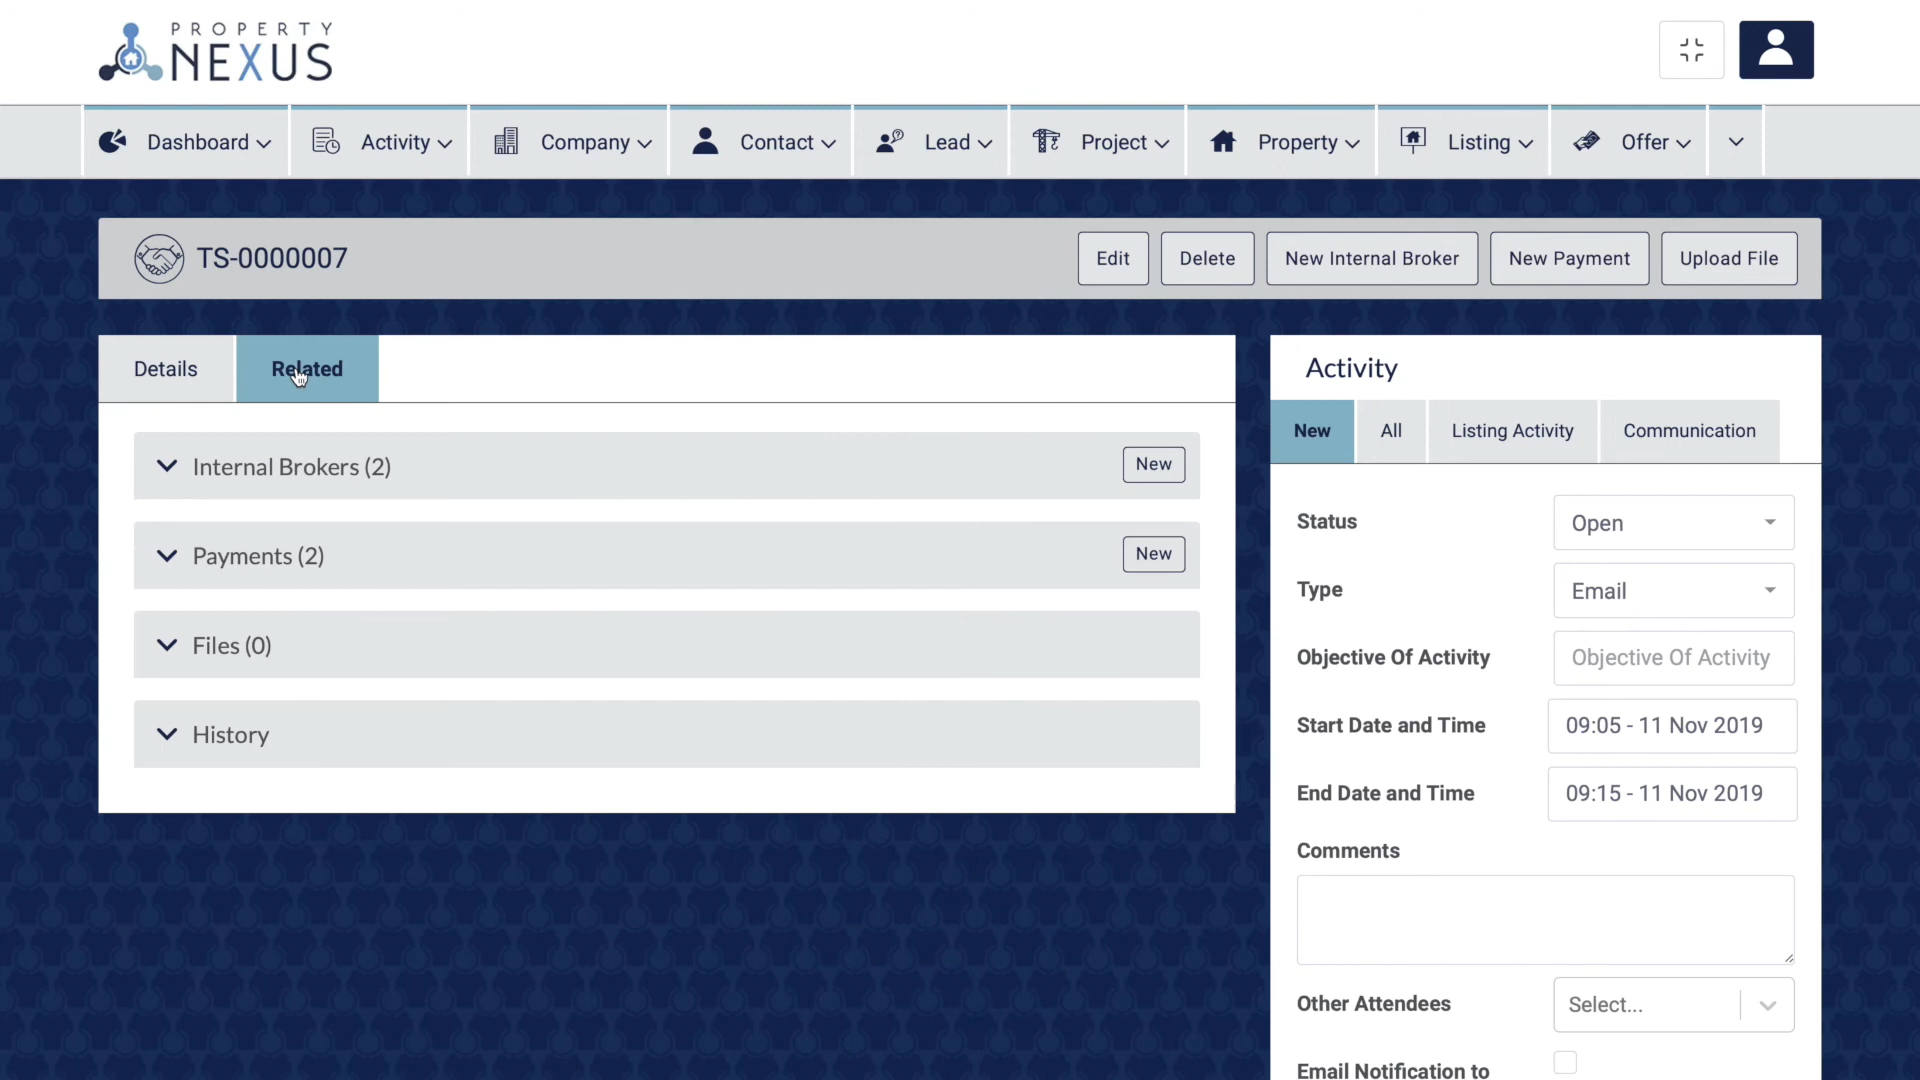 PROPERTY
NEXUS
Dashboard
Activity
Company
Contact
Lead
Project
Property
Listing
Offer
TS-0000007
Edit
Delete
New Internal Broker
New Payment
Upload File
Details
Related
Internal Brokers (2)
New
Payments (2)
New
Files (0)
History
Activity
New
All
Listing Activity
Communication
Status
Open
Type
Email
Objective Of Activity
Objective Of Activity
Start Date and Time
09:05 - 11 Nov 2019
End Date and Time
09:15 - 11 Nov 2019
Comments
Other Attendees
Select...
Email Notification to